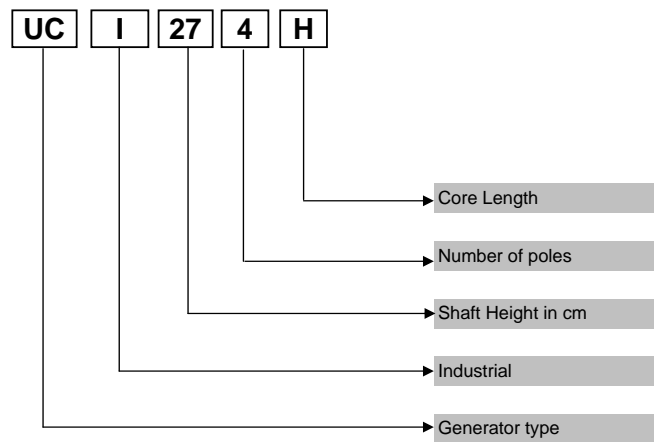 UC I 27 4 H
Core Length
Number of poles
Shaft Height in cm
Industrial
Generator type